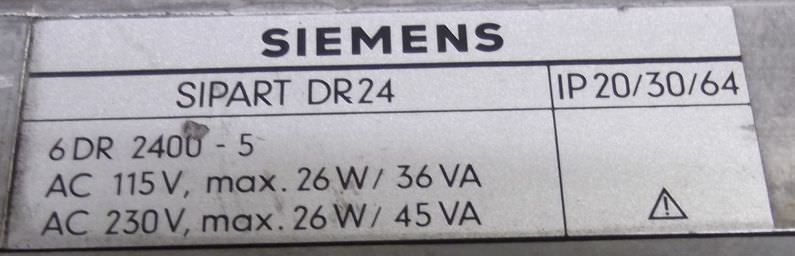 SIEMENS
SIPART DR24
IP 20/30/64
6DR 2400 - 5
AC 115V, max. 26W/ 36VA
AC 230V, max. 26W/ 45VA